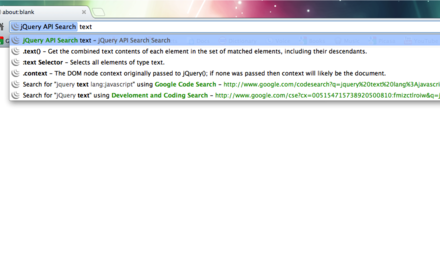 about:blank
jQuery API Search text
jQuery API Search text – jQuery API Search
.text() – Get the combined text contents of each element in the set of matched elements, including their descendants.
:text Selector – Selects all elements of type text.
.context – The DOM node context originally passed to jQuery(); if none was passed then context will likely be the document.
Search for "jquery text lang:javascript" using Google Code Search – http://www.google.com/codesearch?q=jquery%20text%20lang%3Ajavascript
Search for "jQuery text" using Develoment and Coding Search – http://www.google.com/cse?cx=005154715738920500810:fmizctlroiw&q=j